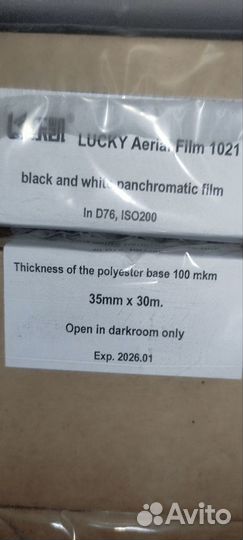 LUCKY Aerial Film 1021
black and white panchromatic film
In D76, ISO200
Thickness of the polyester base 100 mkm
35mm x 30m.
Open in darkroom only
Exp. 2026.01
Avito